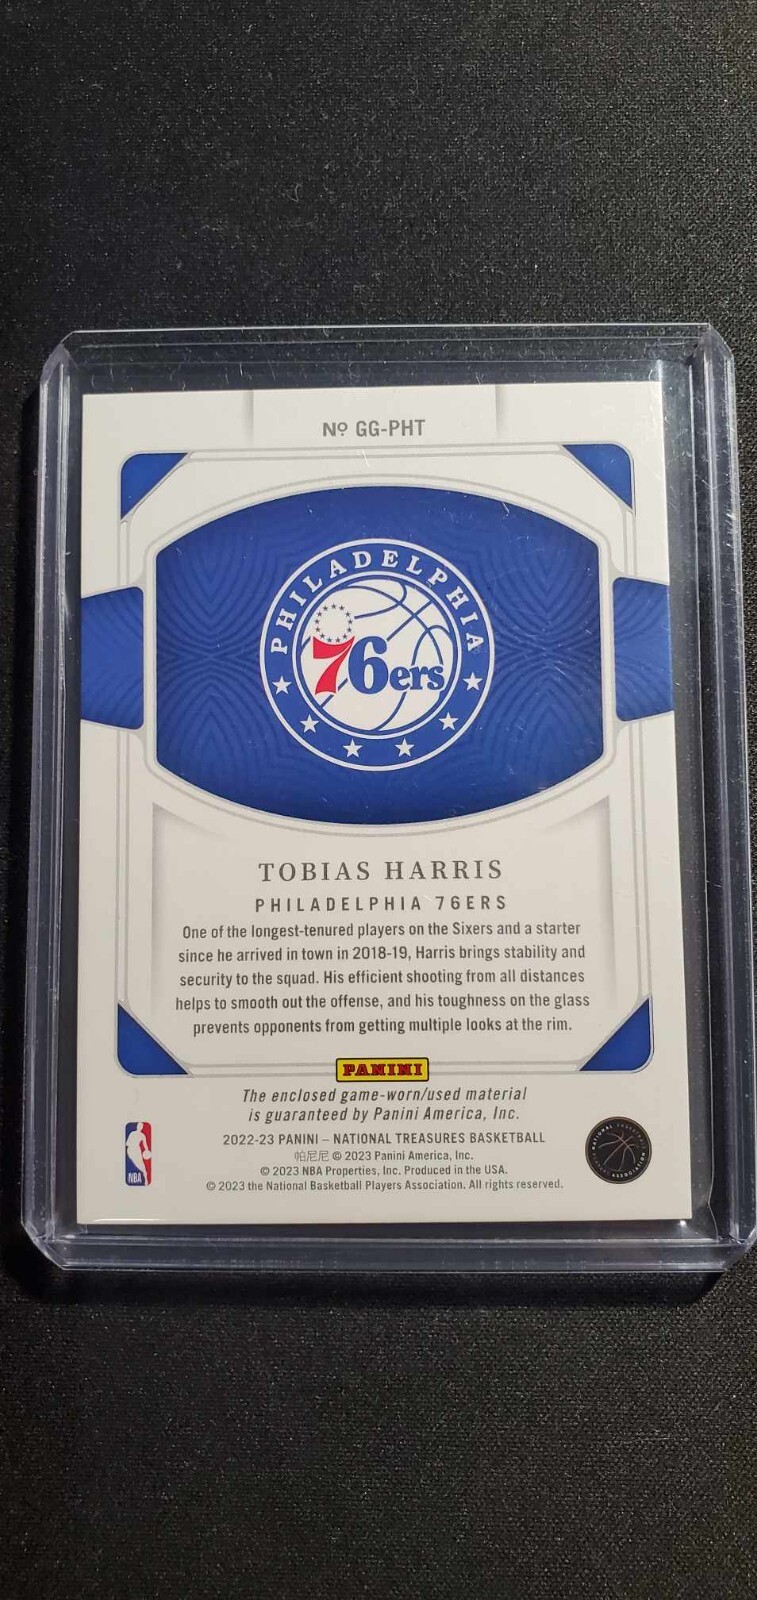 Nº GG-PHT
PHILADELPHIA
76ers
TOBIAS HARRIS
PHILADELPHIA 76ERS
One of the longest-tenured players on the Sixers and a starter
since he arrived in town in 2018-19, Harris brings stability and
security to the squad. His efficient shooting from all distances
helps to smooth out the offense, and his toughness on the glass
prevents opponents from getting multiple looks at the rim.
PANINI
The enclosed game-worn/used material
is guaranteed by Panini America, Inc.
2022-23 PANINI – NATIONAL TREASURES BASKETBALL
帕尼尼 © 2023 Panini America, Inc.
© 2023 NBA Properties, Inc. Produced in the USA.
© 2023 the National Basketball Players Association. All rights reserved.
NBA
NATIONAL BASKETBALL
PLAYERS ASSOCIATION